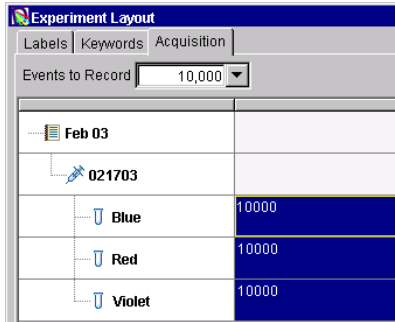 Experiment Layout
Labels Keywords Acquisition
Events to Record 10,000
Feb 03
021703
Blue 10000
Red 10000
Violet 10000